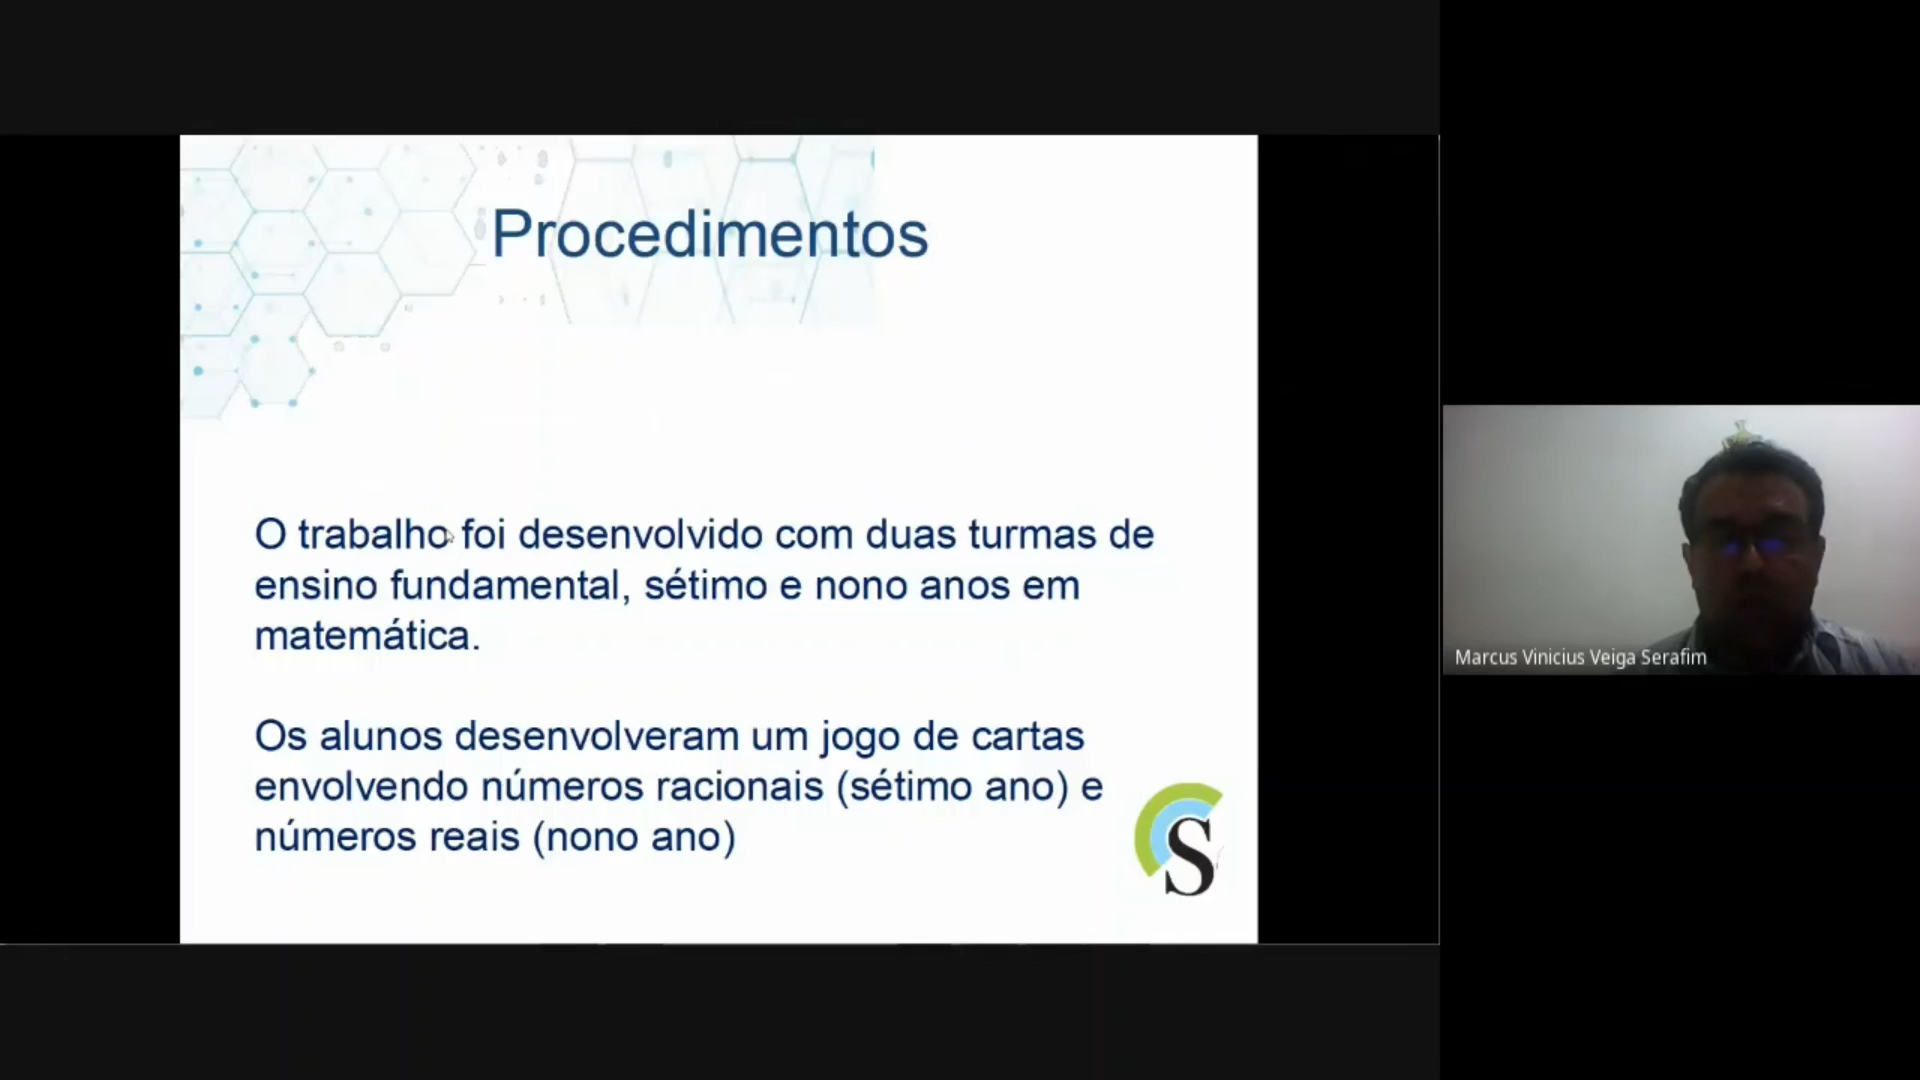 Procedimentos
O trabalho foi desenvolvido com duas turmas de
ensino fundamental, sétimo e nono anos em
matemática.
Os alunos desenvolveram um jogo de cartas
envolvendo números racionais (sétimo ano) e
números reais (nono ano)
S
Marcus Vinicius Veiga Serafim